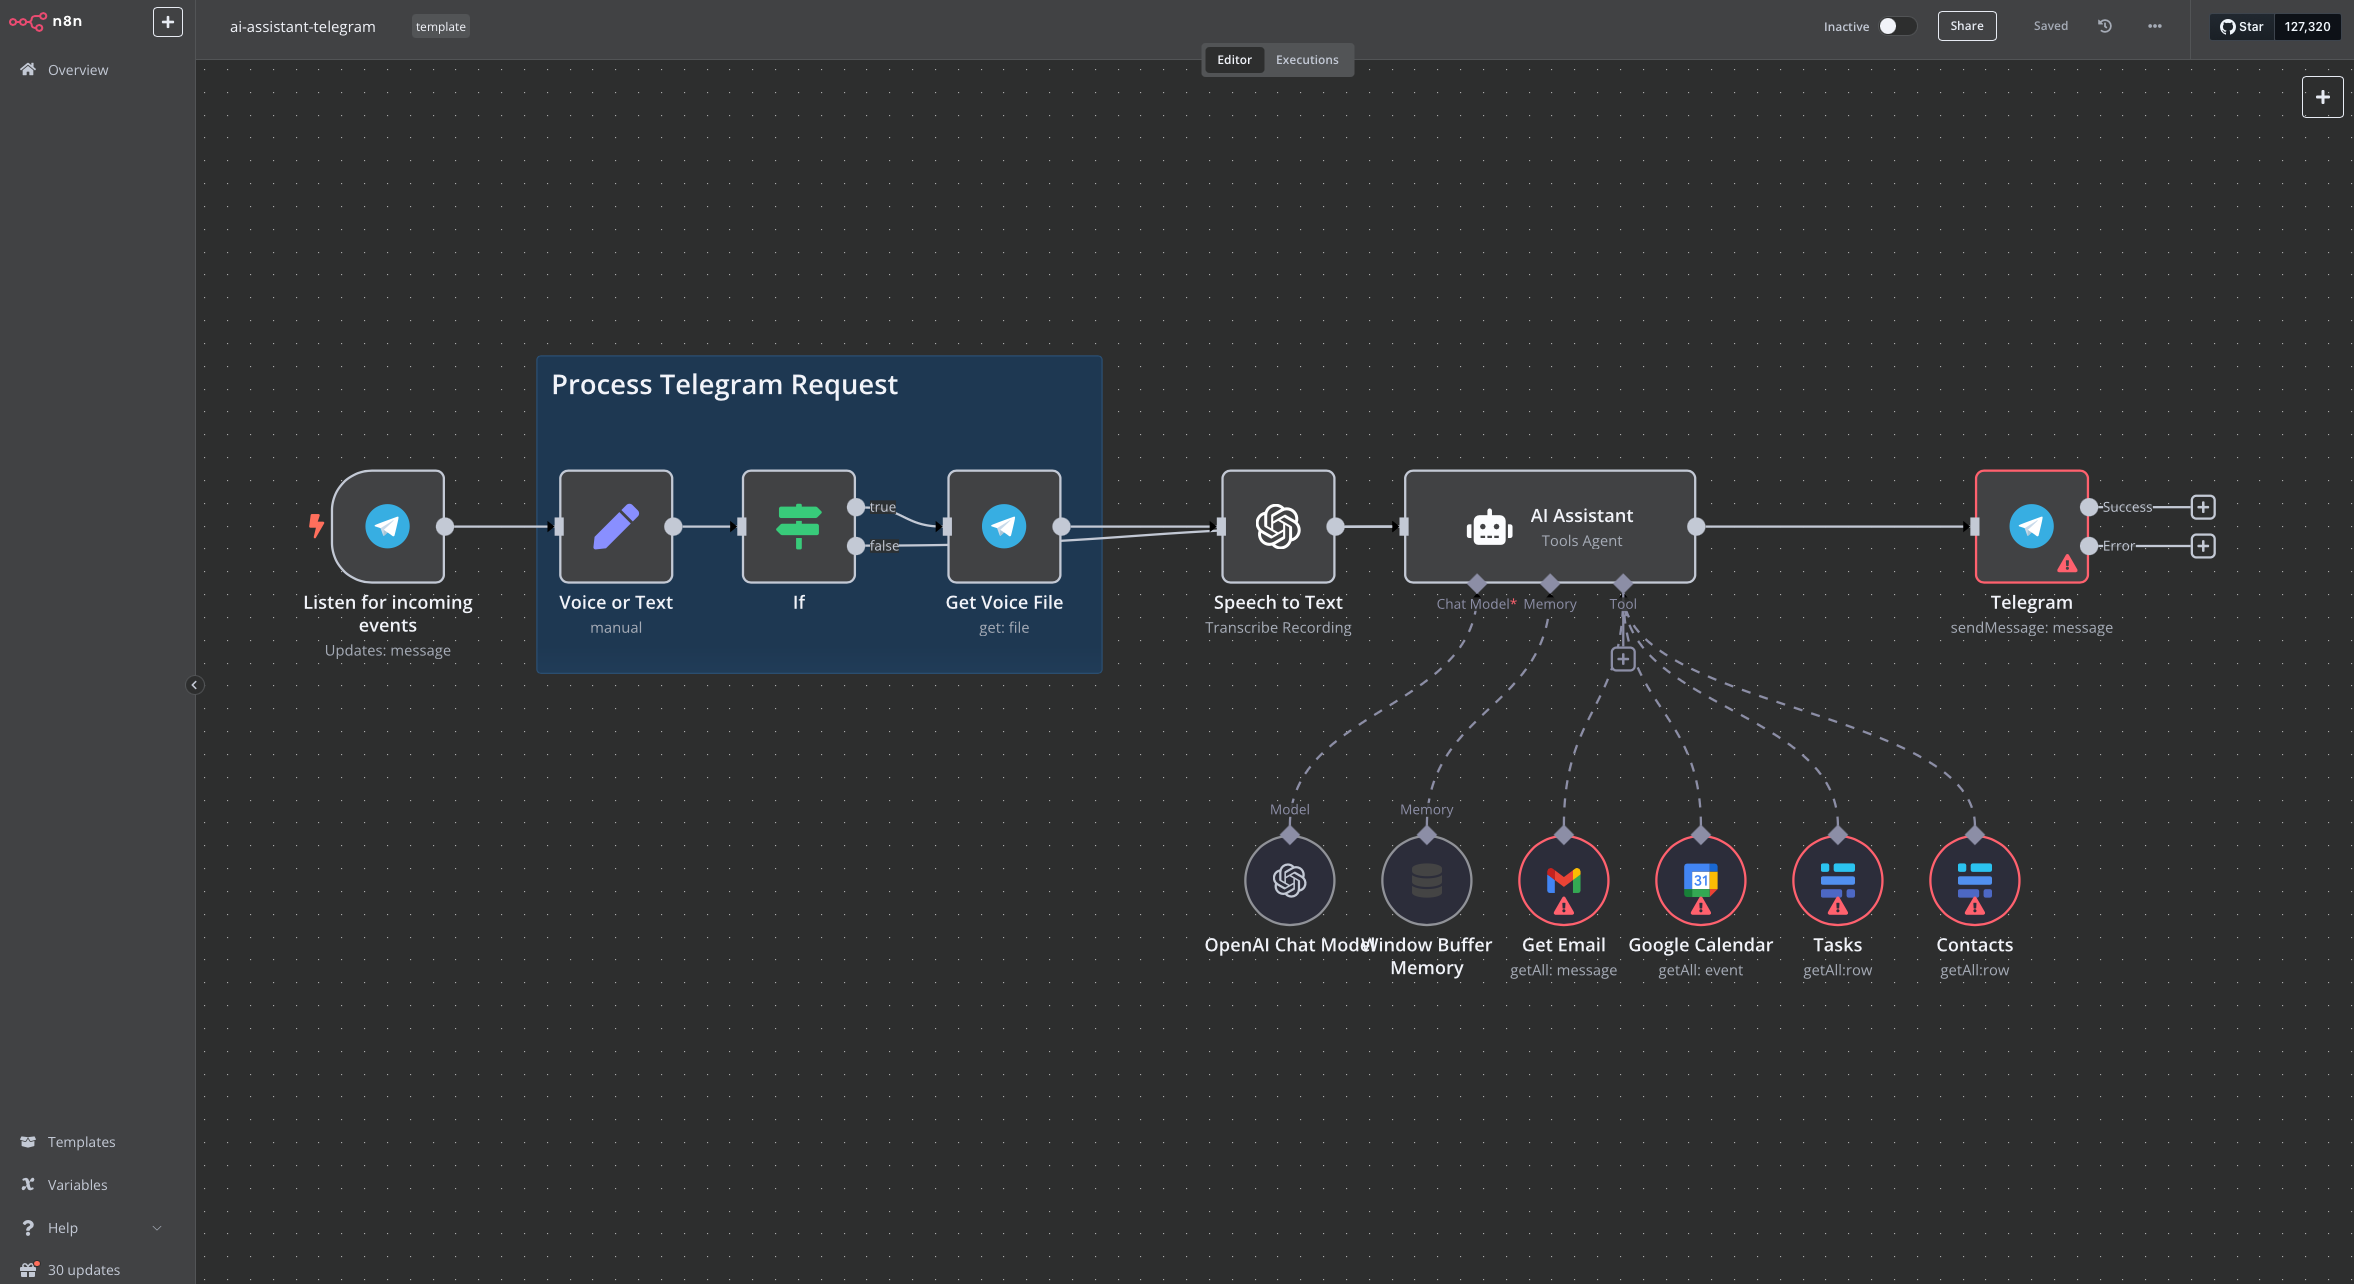 n8n
ai-assistant-telegram
template
Inactive
Share
Saved
Star
127,320
Editor
Executions
Overview
Process Telegram Request
true
false
Success
Error
Listen for incoming
events
Updates: message
Voice or Text
manual
If
Get Voice File
get: file
Speech to Text
Transcribe Recording
AI Assistant
Tools Agent
Chat Model*
Memory
Tool
Telegram
sendMessage: message
Model
Memory
31
OpenAI Chat Model
Window Buffer
Memory
Get Email
getAll: message
Google Calendar
getAll: event
Tasks
getAll:row
Contacts
getAll:row
Templates
Variables
Help
30 updates